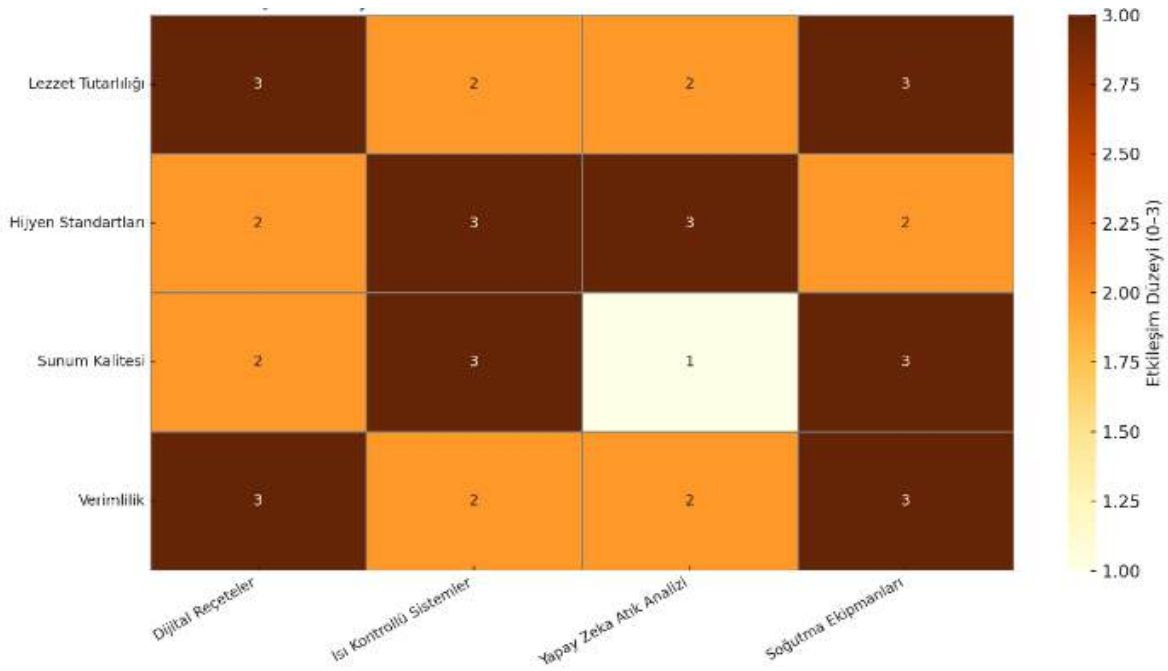 3.00
Lezzet Tutarlılığı 3 2 2 3
2.75
2.50
Hijyen Standartları 2 3 3 2
2.25
2.00
Etkileşim Düzeyi (0–3)
1.75
Sunum Kalitesi 2 3 1 3
1.50
Verimlilik 3 2 2 3
1.25
1.00
Dijital Reçeteler
Isı Kontrollü Sistemler
Yapay Zeka Atık Analizi
Soğutma Ekipmanları